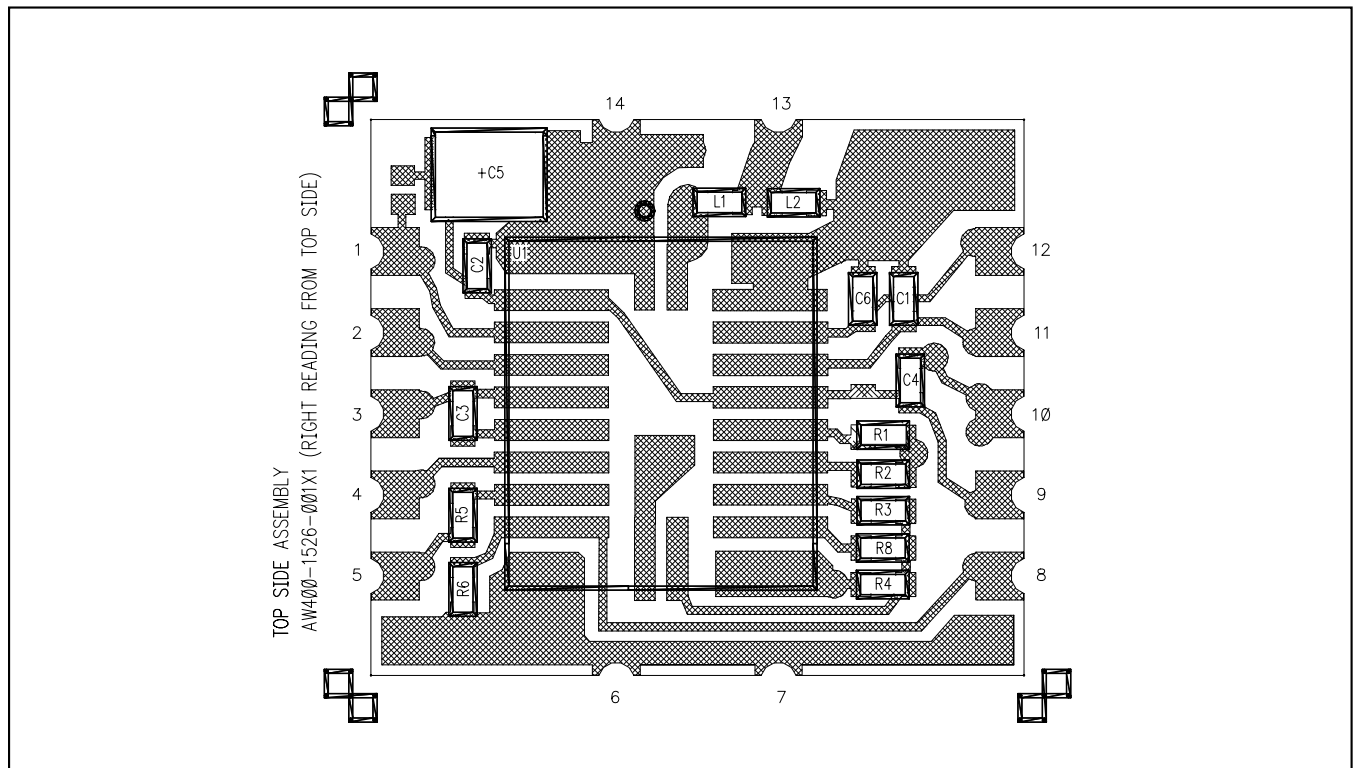 14 13
+C5
L1 L2
1 12
U1
C2
C6 C1
2 11
C4
3 10
C3
R1
R2
4 9
R5
R3
R8
5 8
R6
R4
6 7
TOP SIDE ASSEMBLY
AW400-1526-001X1 (RIGHT READING FROM TOP SIDE)